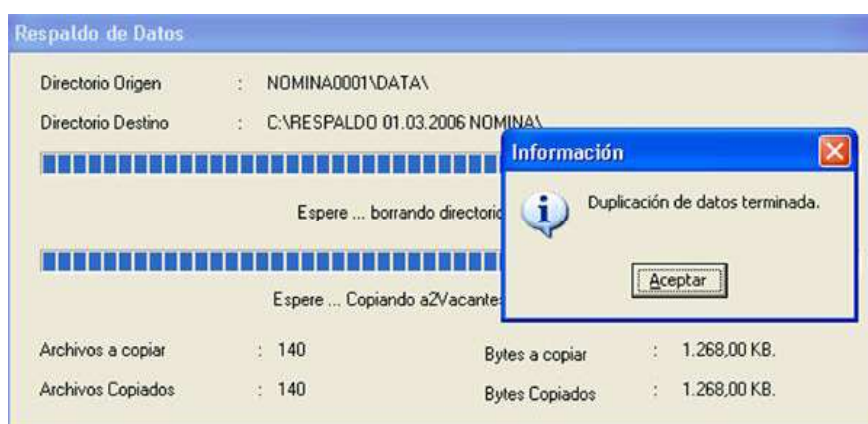 Respaldo de Datos
Directorio Origen : NOMINA0001\DATA\
Directorio Destino : C:\RESPALDO 01.03.2006 NOMINA\
Información
Duplicación de datos terminada.
Espere ... borrando directorio
Aceptar
Espere ... Copiando a2Vacante
Archivos a copiar : 140 Bytes a copiar : 1.268,00 KB.
Archivos Copiados : 140 Bytes Copiados : 1.268,00 KB.